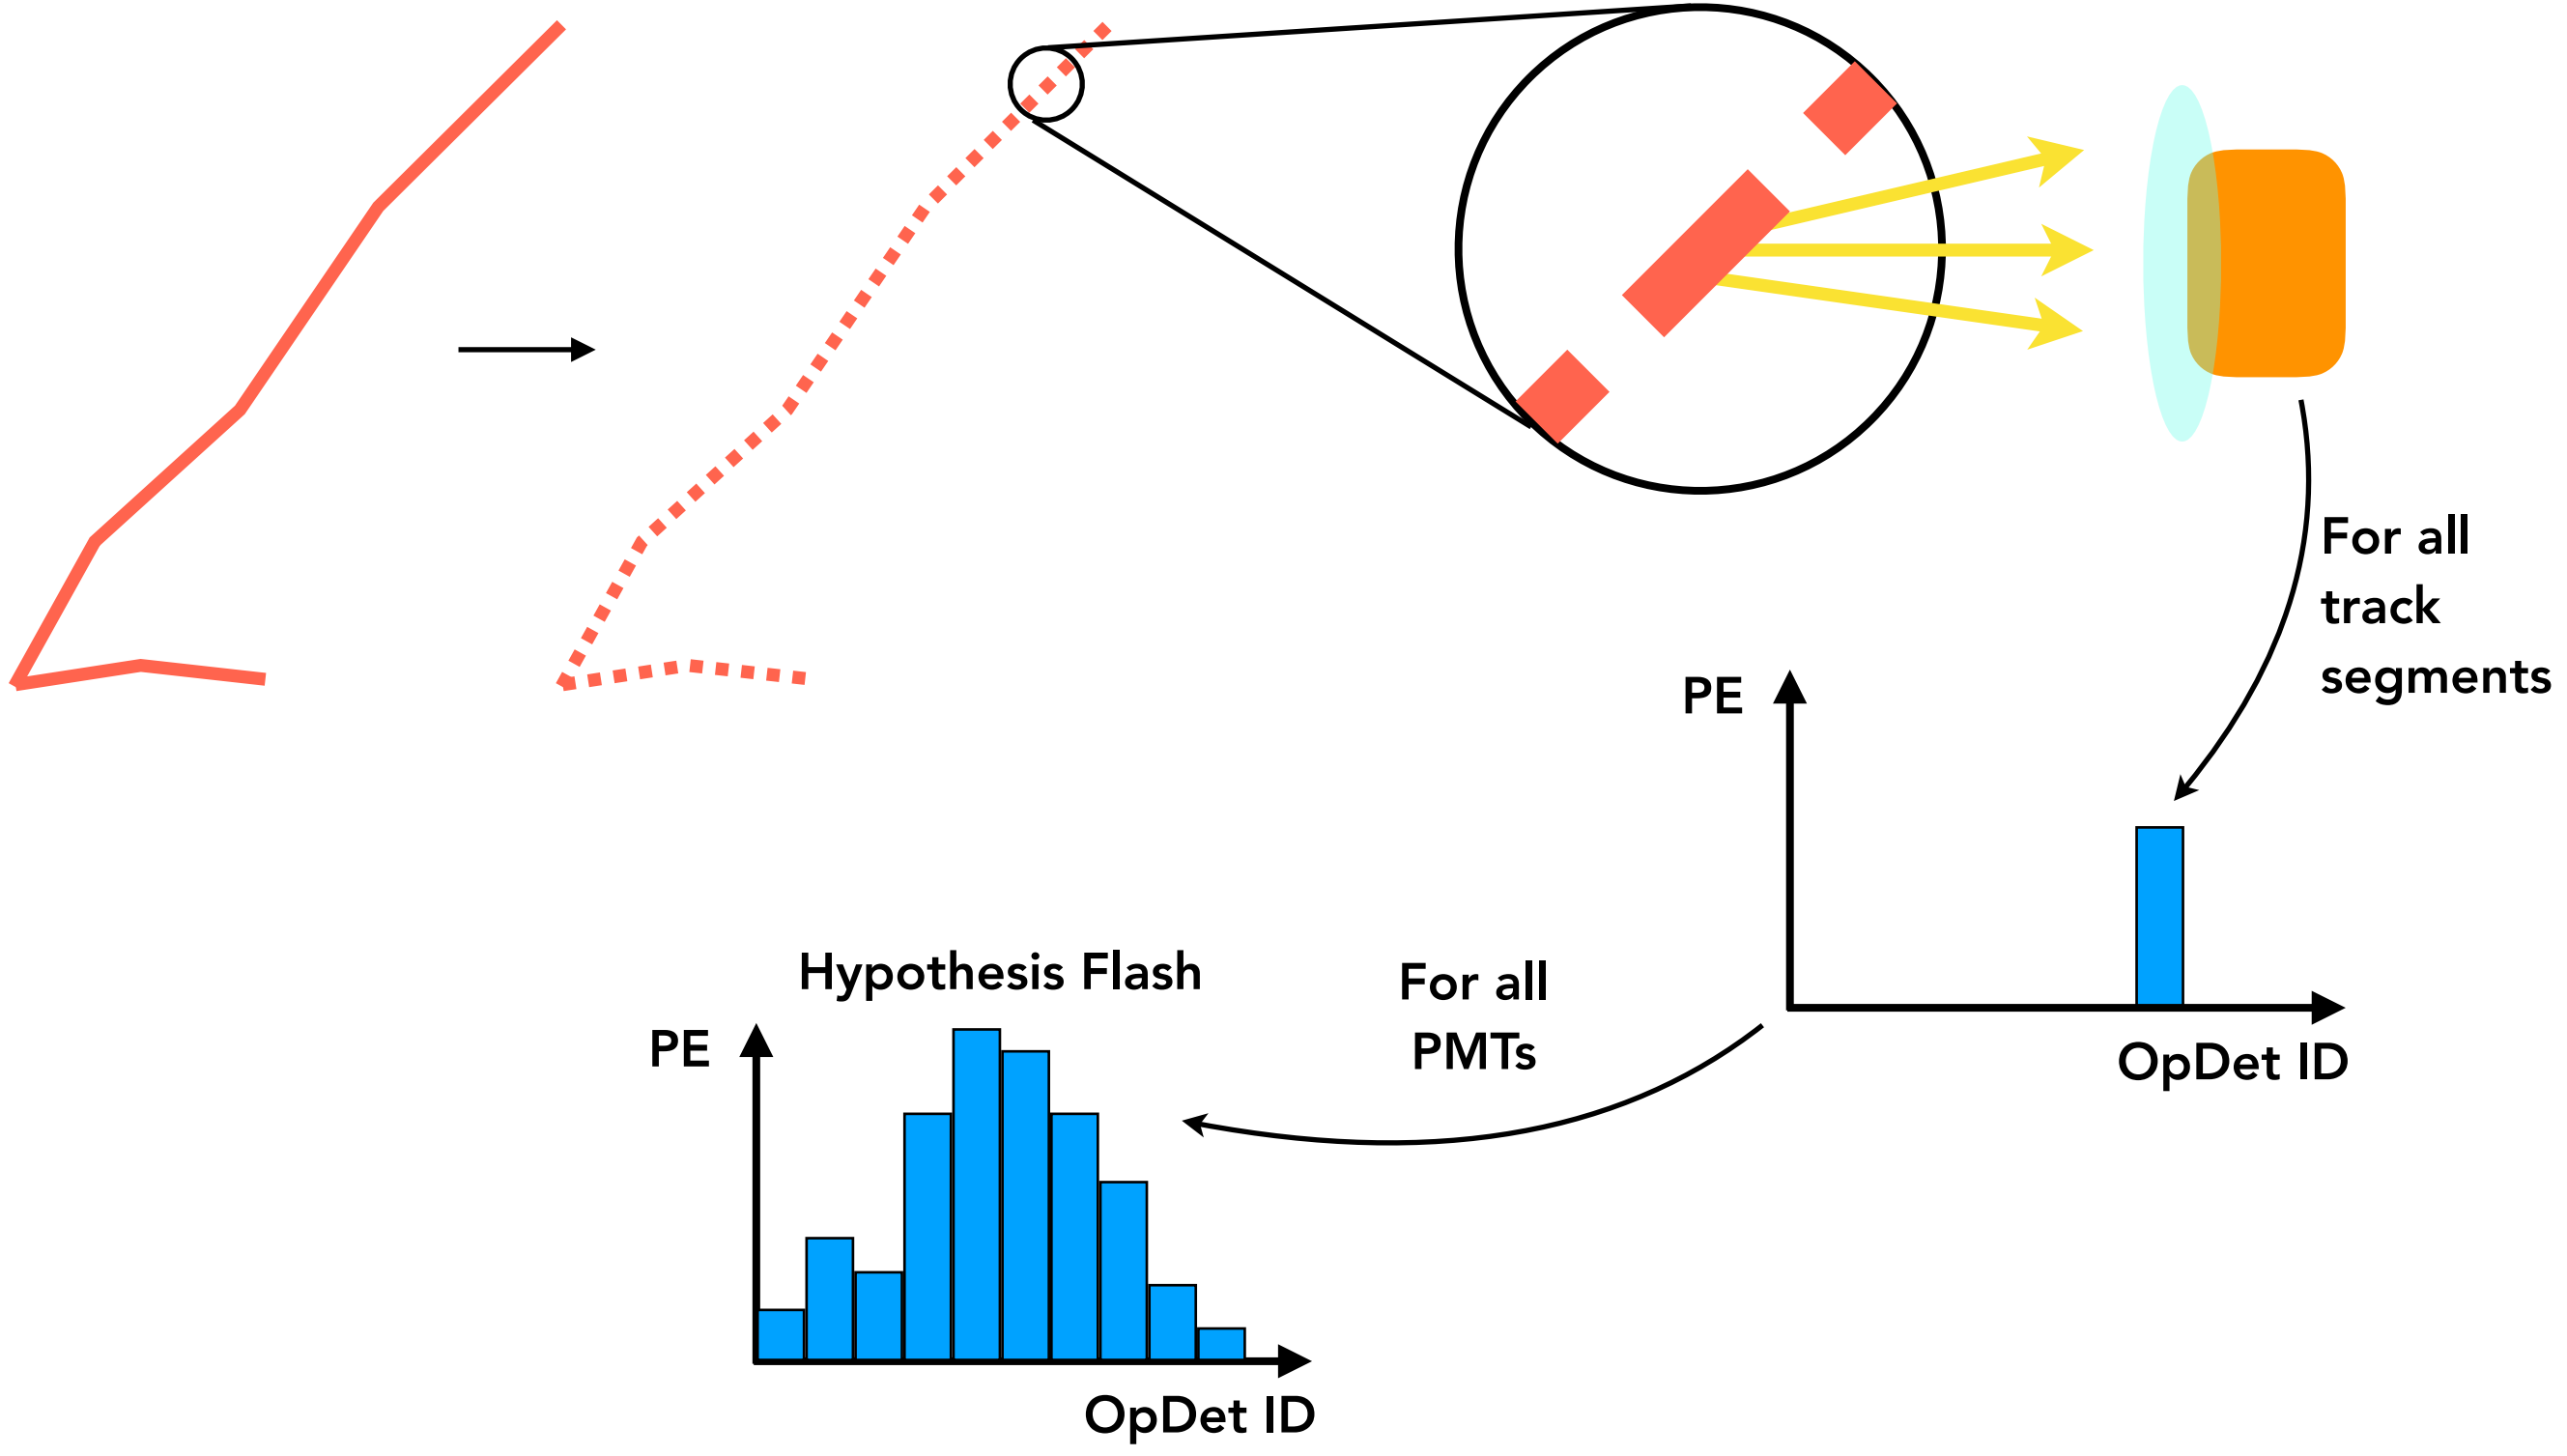 For all
track
segments
PE
OpDet ID
For all
PMTs
Hypothesis Flash
PE
OpDet ID